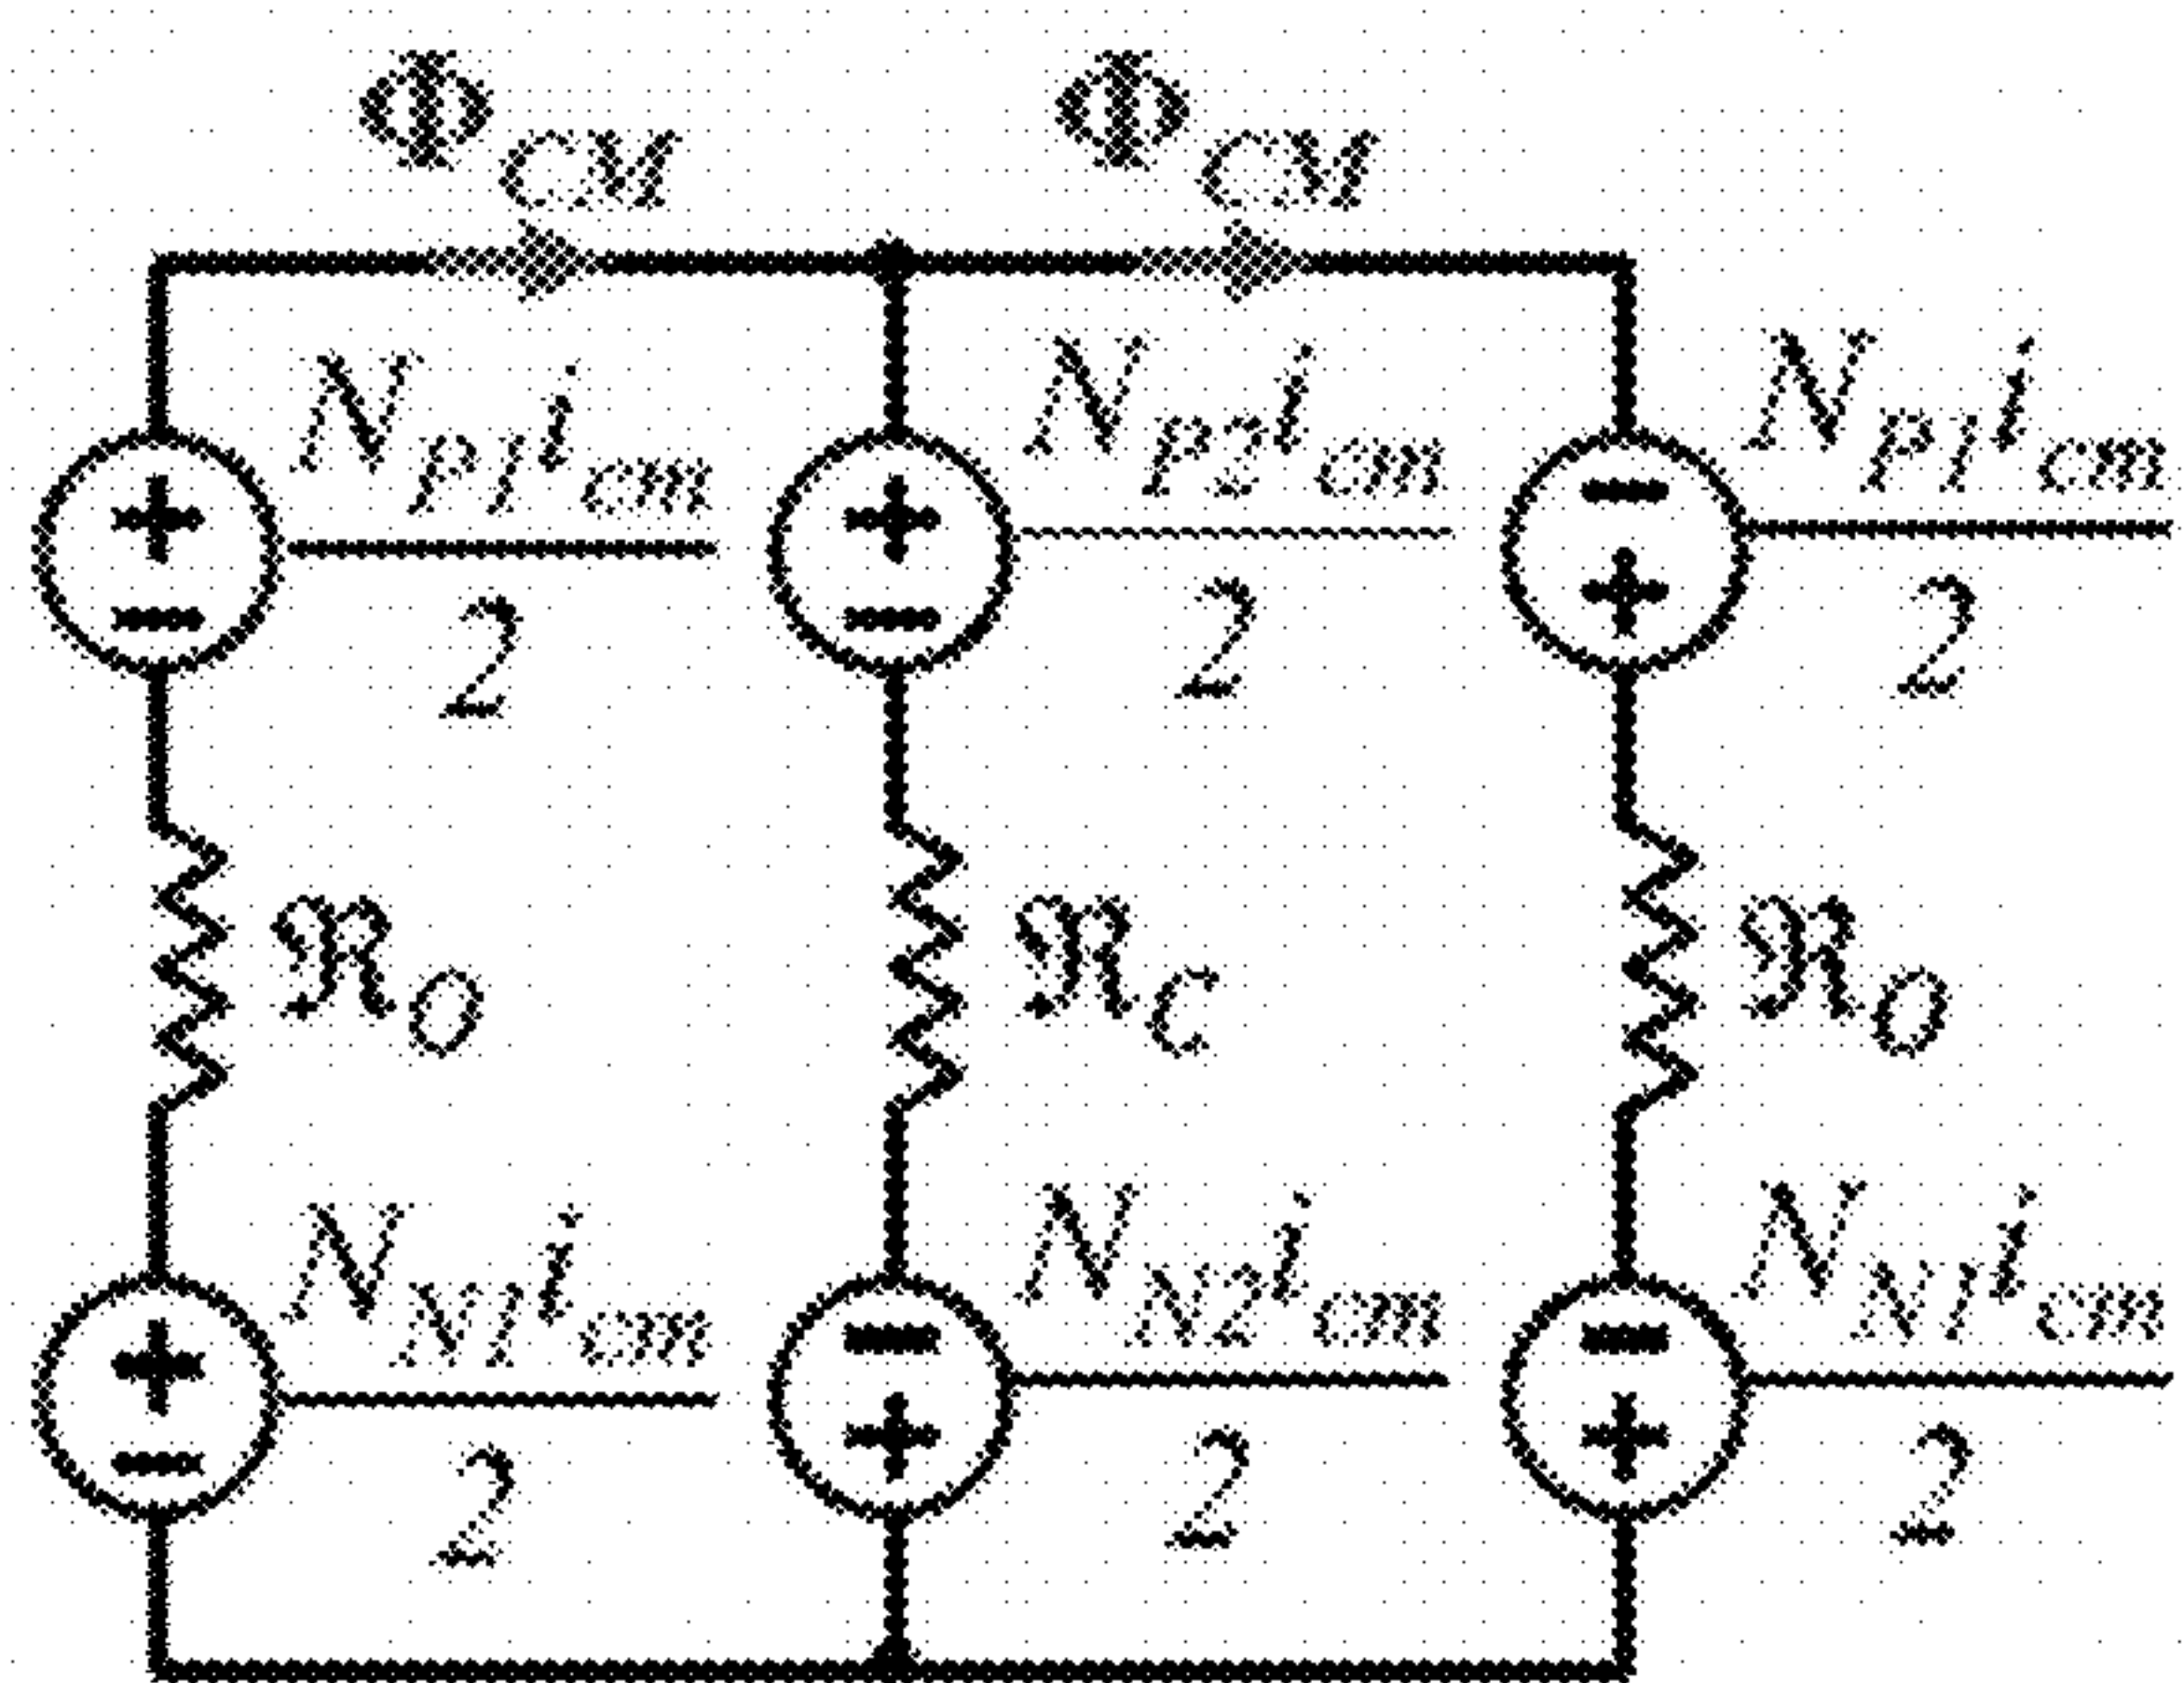 Φ_CM Φ_CM
N_P1 i_cm N_P2 i_cm N_P1 i_cm
+ + −
− − +
2 2 2
ℜ_O ℜ_C ℜ_O
N_N1 i_cm N_N2 i_cm N_N1 i_cm
+ − −
− + +
2 2 2